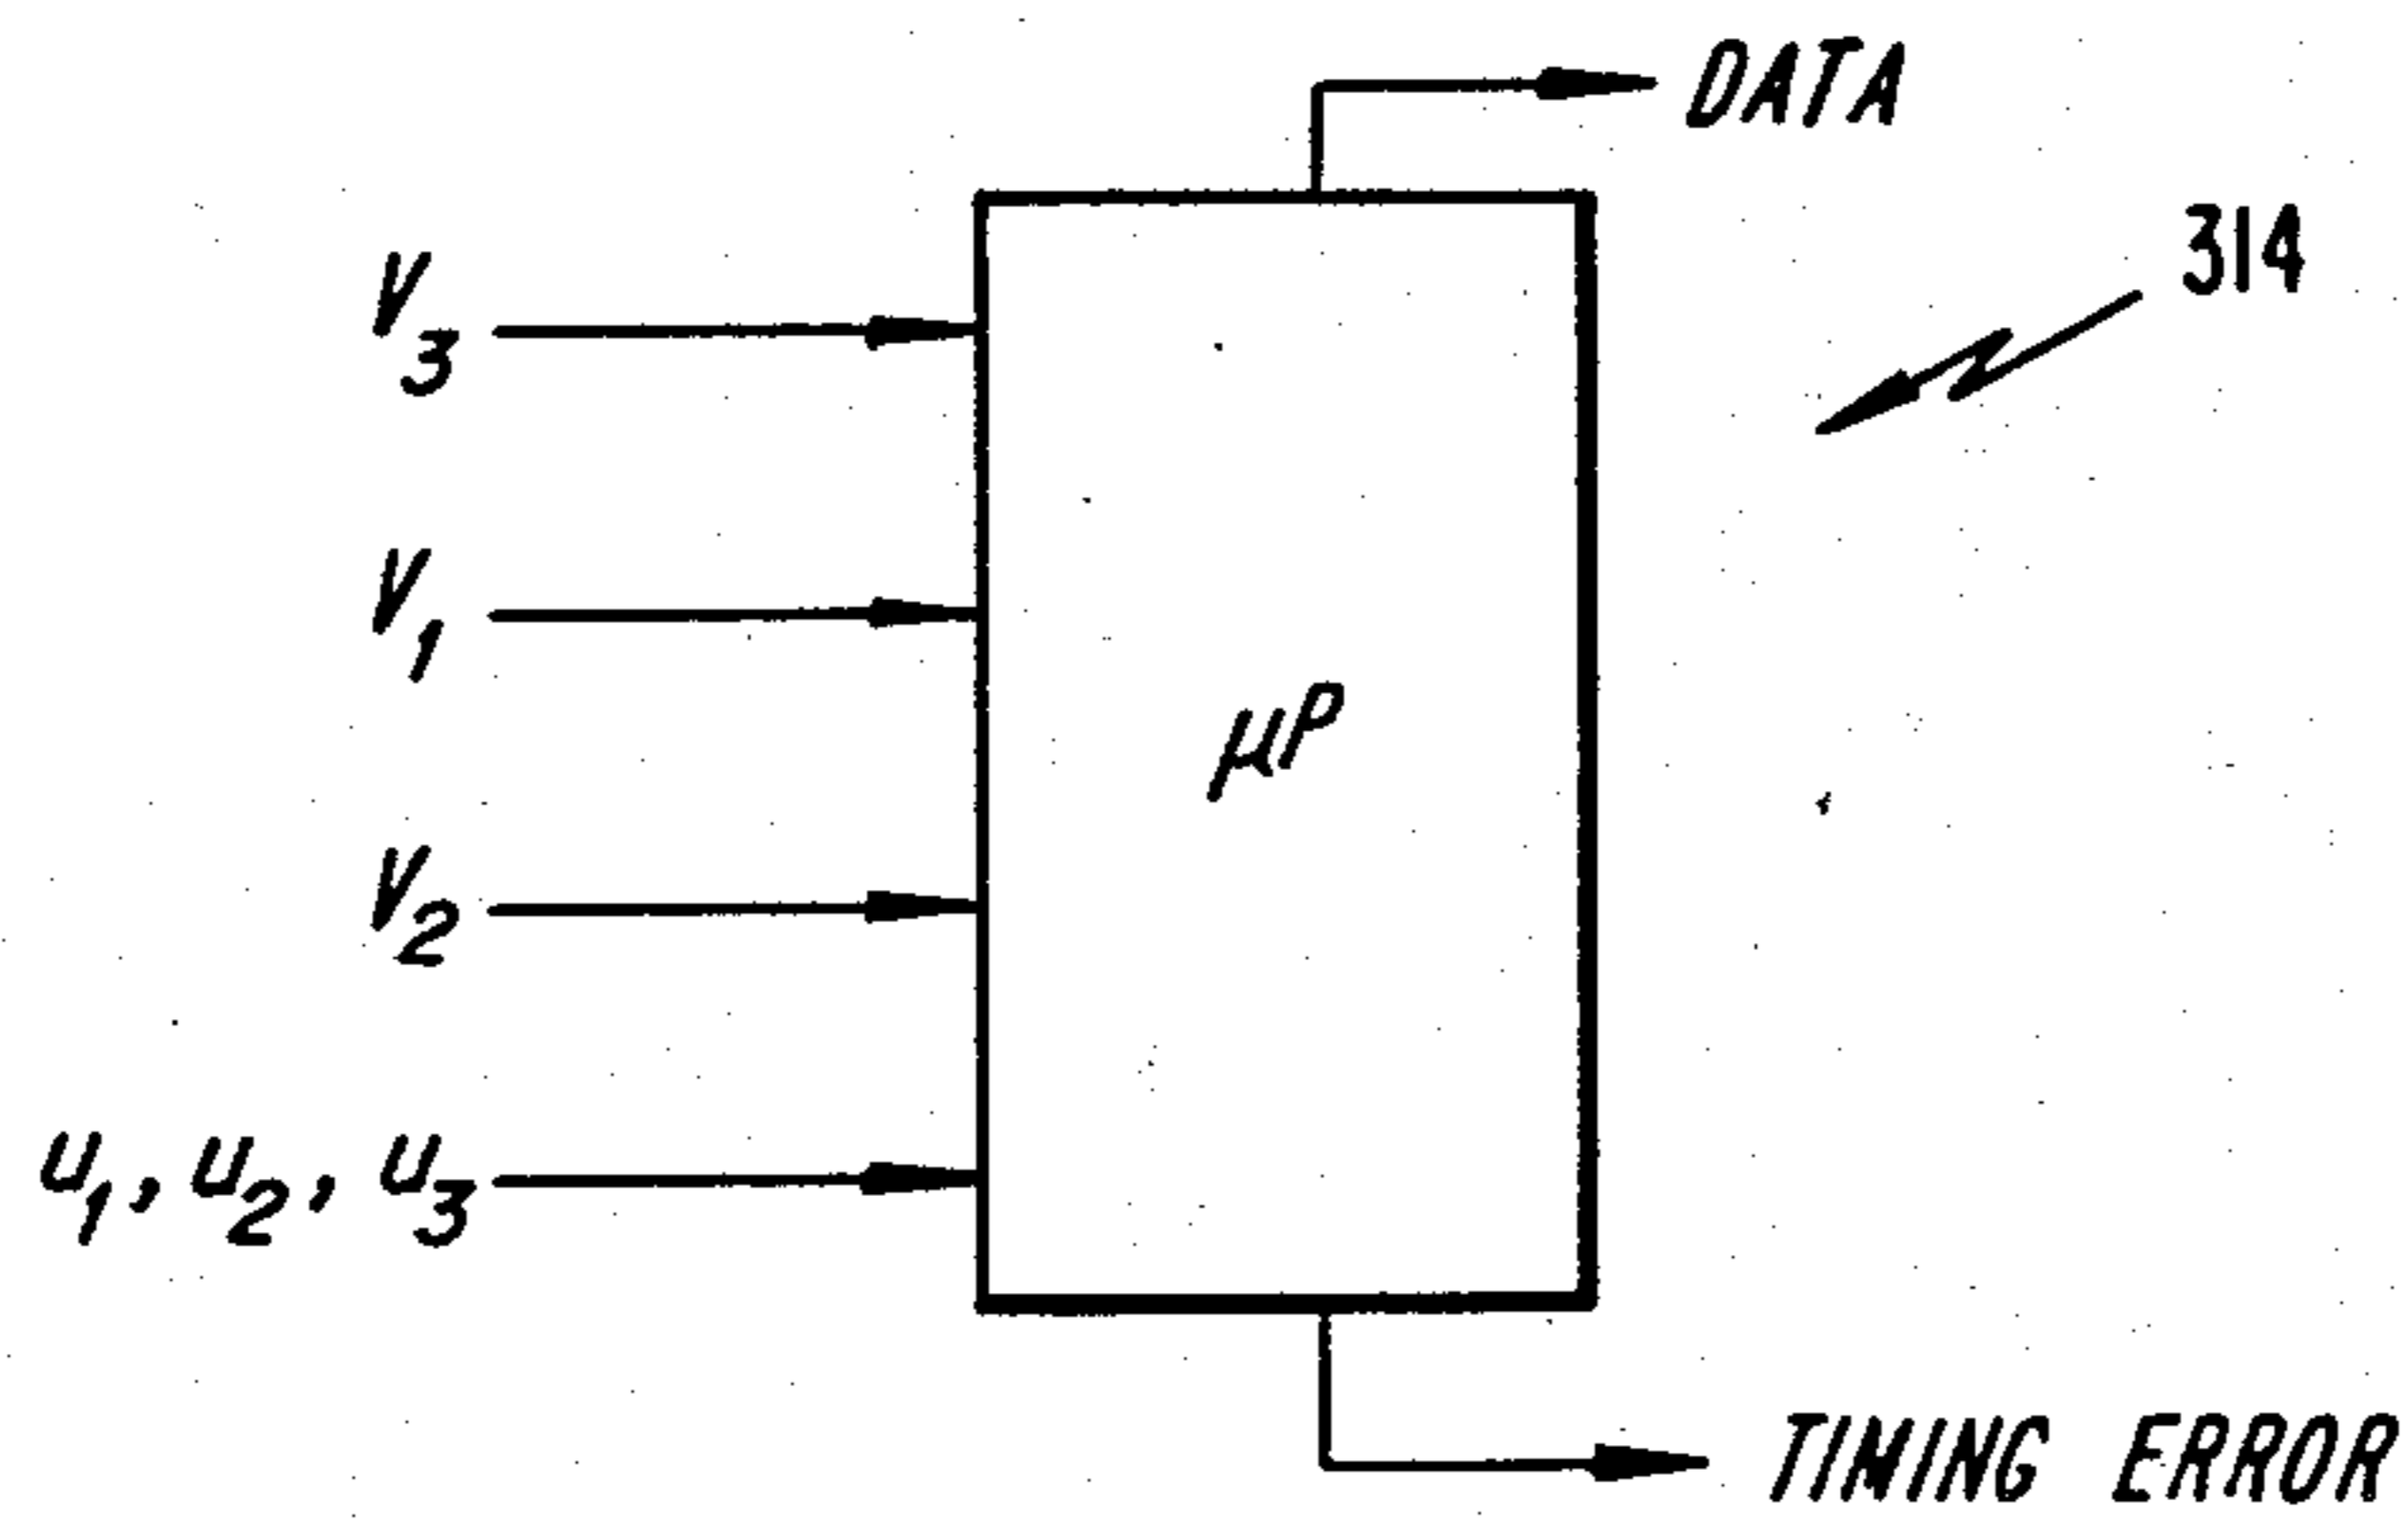 DATA
314
V3
V1
μP
V2
u1, u2, u3
TIMING ERROR